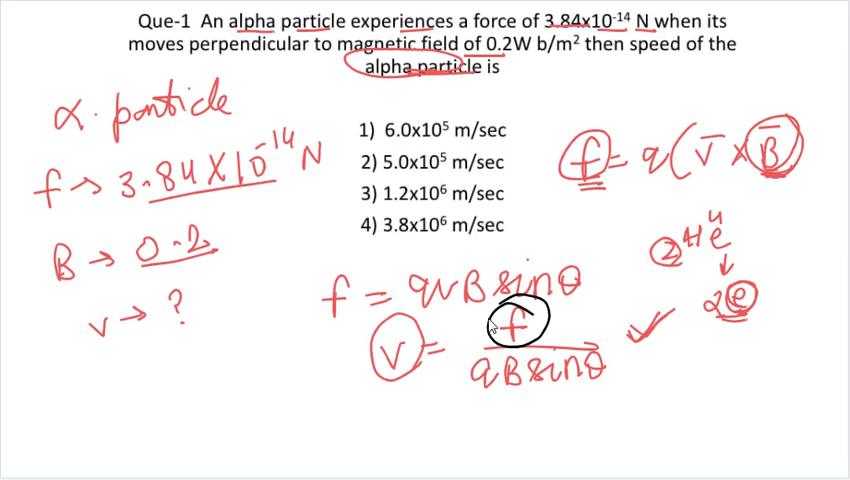 Que-1 An alpha particle experiences a force of 3.84x10⁻¹⁴ N when its
moves perpendicular to magnetic field of 0.2W b/m² then speed of the
alpha particle is
α. particle
f → 3.84 X 10⁻¹⁴ N
B → 0.2
v → ?
1) 6.0x10⁵ m/sec
2) 5.0x10⁵ m/sec
3) 1.2x10⁶ m/sec
4) 3.8x10⁶ m/sec
f = q(V̅ × B̅)
₂He⁴
↓
2e
f = qvB sinθ
v = f / qB sinθ ✓